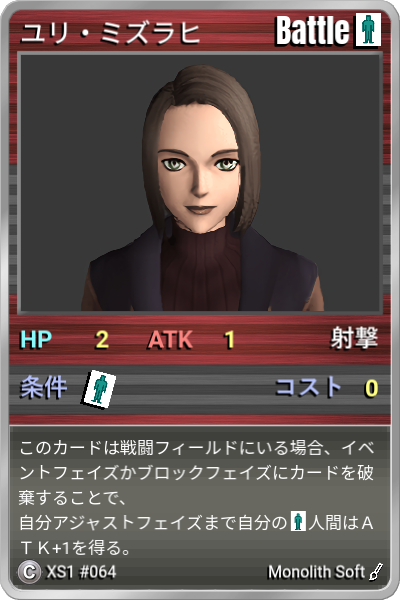 ユリ・ミズラヒ Battle
HP 2 ATK 1 射撃
条件 コスト 0
このカードは戦闘フィールドにいる場合、イベ
ントフェイズかブロックフェイズにカードを破
棄することで、
自分アジャストフェイズまで自分の人間はA
TK+1を得る。
C XS1 #064 Monolith Soft